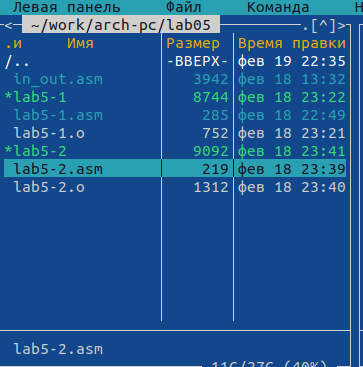 Левая панель Файл Команда
<- ~/work/arch-pc/lab05 .[^]>
.и Имя Размер Время правки
/.. -ВВЕРХ- фев 19 22:35
in_out.asm 3942 фев 18 13:32
*lab5-1 8744 фев 18 23:22
lab5-1.asm 285 фев 18 22:49
lab5-1.o 752 фев 18 23:21
*lab5-2 9092 фев 18 23:41
lab5-2.asm 219 фев 18 23:39
lab5-2.o 1312 фев 18 23:40
lab5-2.asm
11G/27G (40%)